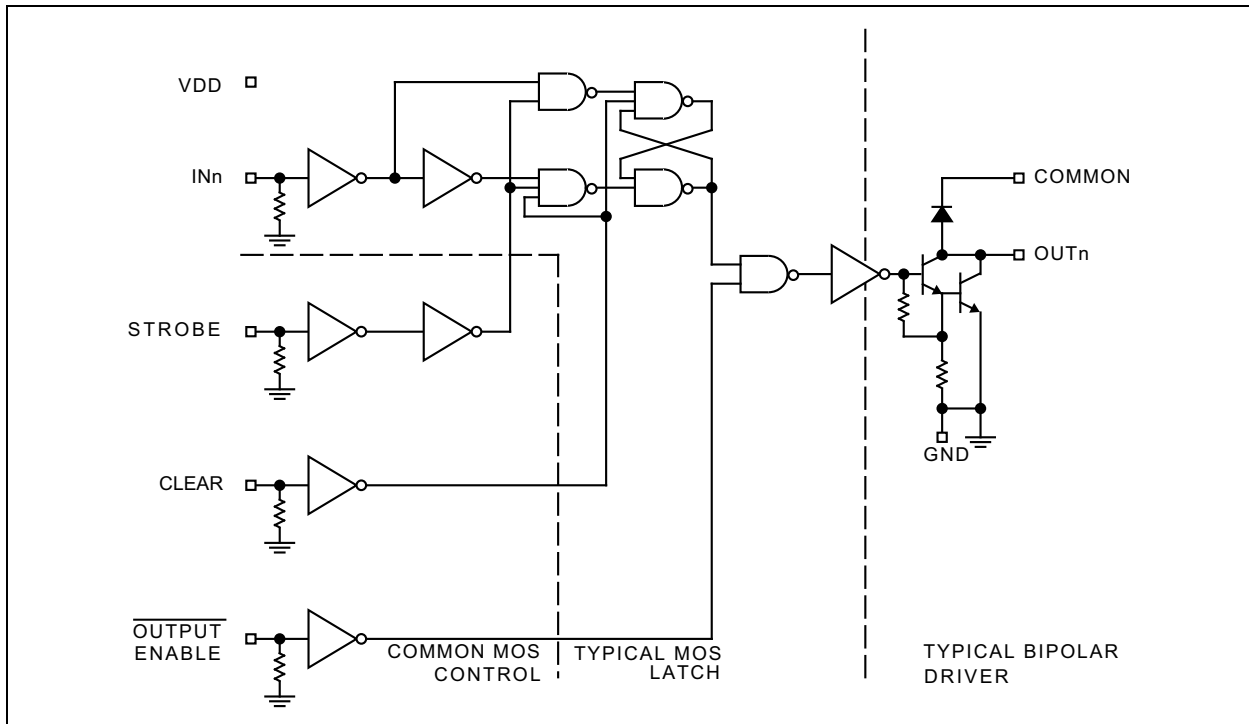 VDD
INn
COMMON
OUTn
STROBE
GND
CLEAR
OUTPUT
ENABLE
COMMON MOS
CONTROL
TYPICAL MOS
LATCH
TYPICAL BIPOLAR
DRIVER